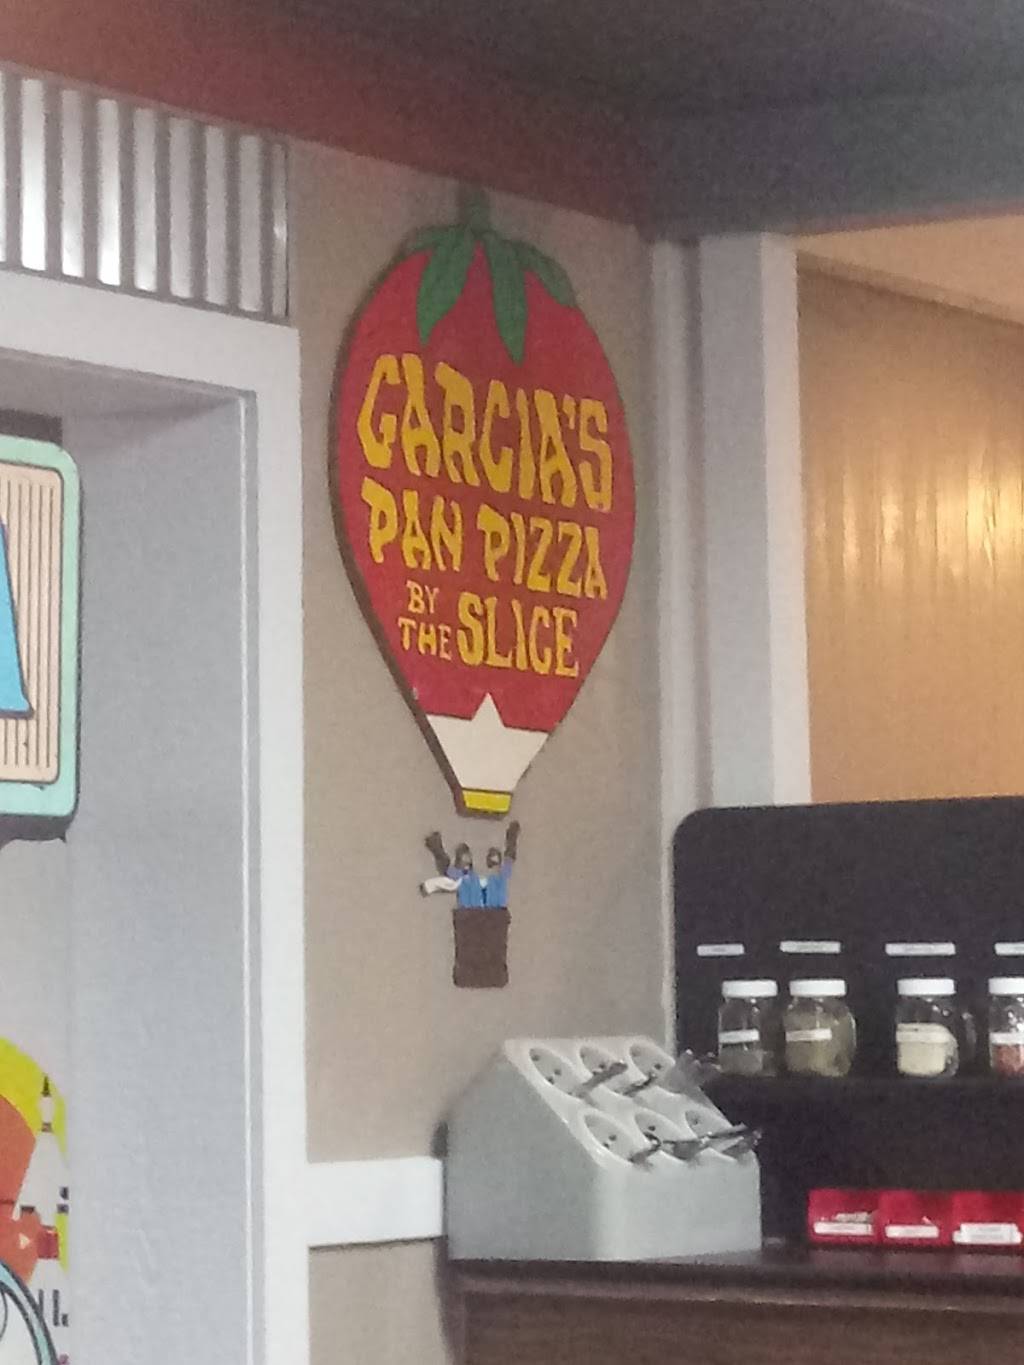 GARCIA'S
PAN PIZZA
BY
THE SLICE